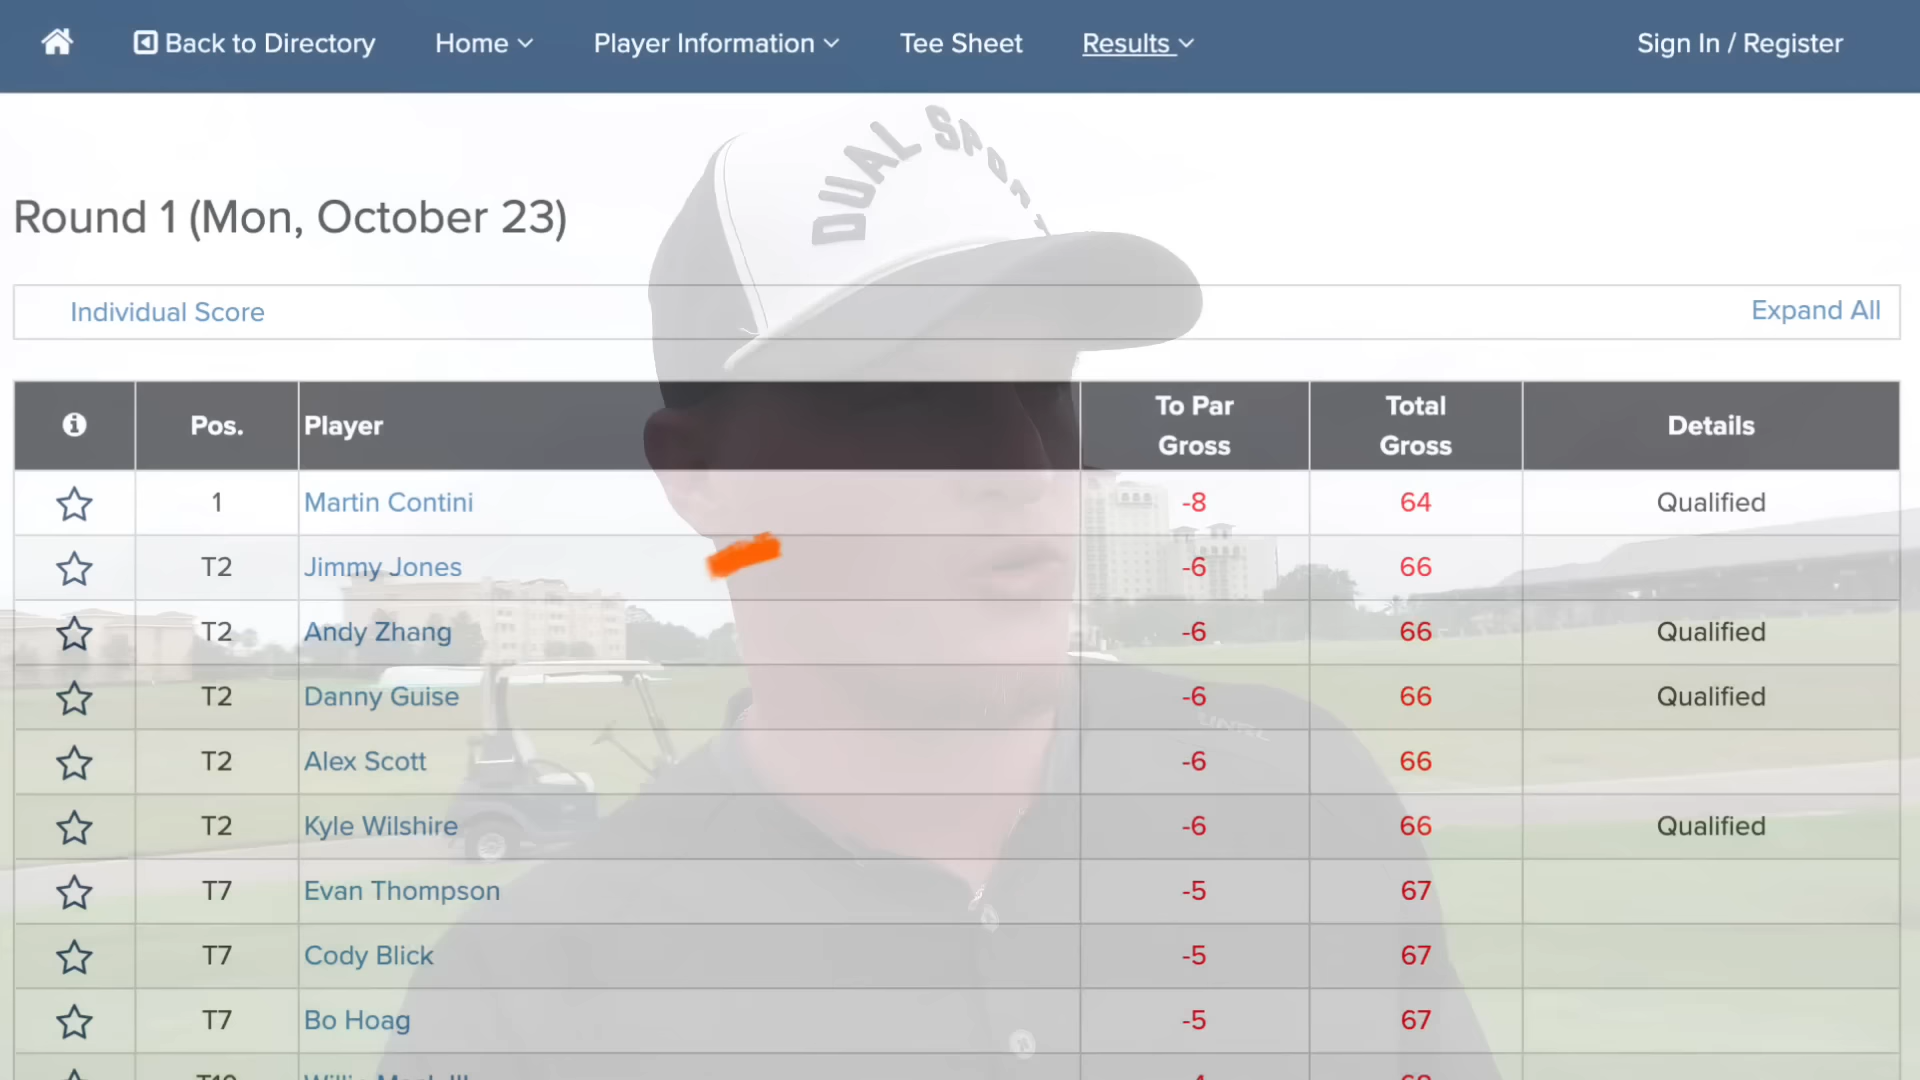 Back to Directory Home Player Information Tee Sheet Results Sign In / Register
DUAL SPORT
Round 1 (Mon, October 23)
Individual Score Expand All
Pos. Player To Par Gross Total Gross Details
1 Martin Contini -8 64 Qualified
T2 Jimmy Jones -6 66
T2 Andy Zhang -6 66 Qualified
T2 Danny Guise -6 66 Qualified
T2 Alex Scott -6 66
T2 Kyle Wilshire -6 66 Qualified
T7 Evan Thompson -5 67
T7 Cody Blick -5 67
T7 Bo Hoag -5 67